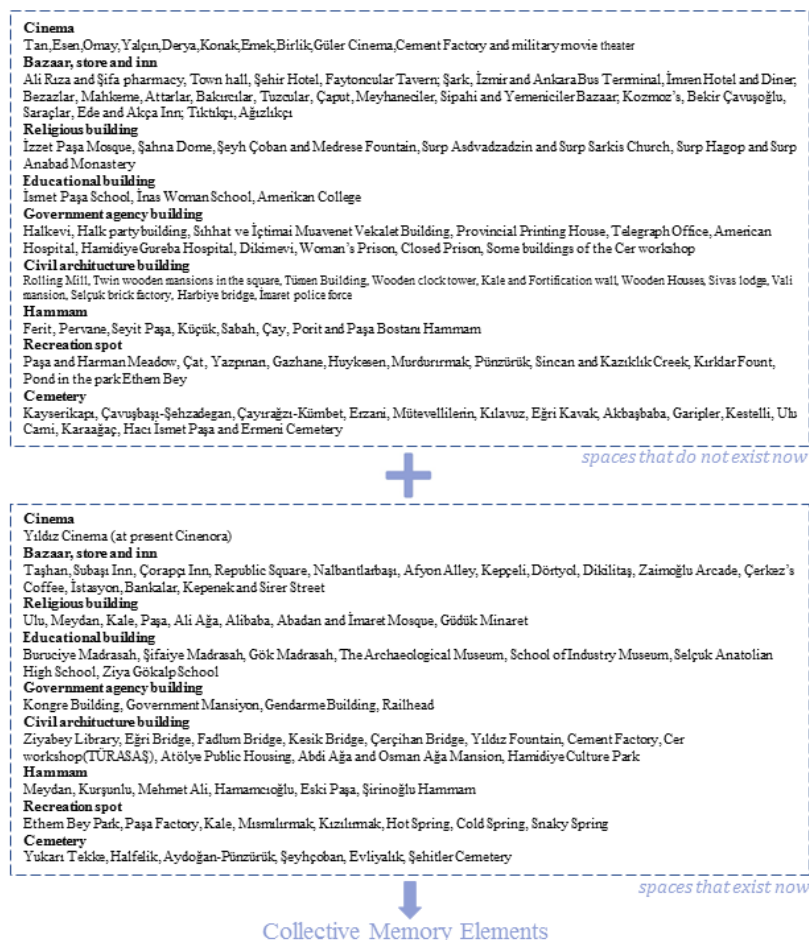 Cinema
Tan,Esen,Omay,Yalçın,Derya,Konak,Emek,Birlik,Güler Cinema,Cement Factory and military movie theater
Bazaar, store and inn
Ali Rıza and Şifa pharmacy, Town hall, Şehir Hotel, Faytoncular Tavern; Şark, İzmir and Ankara Bus Termminal, İmren Hotel and Diner,
Bezazlar, Mahkeme, Attarlar, Bakırcılar, Tuzcular, Çaput, Meyhaneciler, Sipahi and Yemeniciler Bazaar; Kozmoz's, Bekir Çavuşoğlu,
Saraçlar, Ede and Akça Inn; Tıktıkçı, Ağızlıkçı
Religious building
İzzet Paşa Mosque, Şahna Dome, Şeyh Çoban and Medrese Fountain, Surp Asdvadzadzin and Surp Sarkis Church, Surp Hagop and Surp
Anabad Monastery
Educational building
İsmet Paşa School, İnas Woman School, Amerikan College
Government agency building
Halkevi, Halk party building, Sıhhat ve İçtimai Muavenet Vekalet Building, Provincial Printing House, Telegraph Office, American
Hospital, Hamidiye Gureba Hospital, Dikimevi, Woman's Prison, Closed Prison, Some buildings of the Cer workshop
Civil architucture building
Rolling Mill, Twin wooden mansions in the square, Tümen Building, Wooden clock tower, Kale and Fortification wall, Wooden Houses, Sivas lodge, Vali
mansion, Selçuk brick factory, Harbiye bridge, İmaret police force
Hammam
Ferit, Pervane, Seyit Paşa, Küçük, Sabah, Çay, Porit and Paşa Bostanı Hammam
Recreation spot
Paşa and Harman Meadow, Çat, Yazpınan, Gazhane, Huykesen, Murdurırmak, Pünzürük, Sincan and Kazıklık Creek, Kırklar Fount,
Pond in the park Ethem Bey
Cemetery
Kayserikapı, Çavuşbaşı-Şehzadegan, Çayırağzı-Kümbet, Erzani, Mütevellilerin, Kılavuz, Eğri Kavak, Akbaşbaba, Garipler, Kestelli, Ulu
Cami, Karaağaç, Hacı İsmet Paşa and Ermeni Cemetery
spaces that do not exist now
Cinema
Yıldız Cinema (at present Cinenora)
Bazaar, store and inn
Taşhan, Subaşı Inn, Çorapçı Inn, Republic Square, Nalbantlarbaşı, Afyon Alley, Kepçeli, Dörtyol, Dikilitaş, Zaimoğlu Arcade, Çerkez's
Coffee, İstasyon, Bankalar, Kepenek and Sirer Street
Religious building
Ulu, Meydan, Kale, Paşa, Ali Ağa, Alibaba, Abadan and İmaret Mosque, Güdük Minaret
Educational building
Buruciye Madrasah, Şifaiye Madrasah, Gök Madrasah, The Archaeological Museum, School of Industry Museum, Selçuk Anatolian
High School, Ziya Gökalp School
Government agency building
Kongre Building, Government Mansiyon, Gendarme Building, Railhead
Civil architucture building
Ziyabey Library, Eğri Bridge, Fadlum Bridge, Kesik Bridge, Çerçihan Bridge, Yıldız Fountain, Cement Factory, Cer
workshop(TÜRASAŞ), Atölye Public Housing, Abdi Ağa and Osman Ağa Mansion, Hamidiye Culture Park
Hammam
Meydan, Kurşunlu, Mehmet Ali, Hamamcıoğlu, Eski Paşa, Şirinoğlu Hammam
Recreation spot
Ethem Bey Park, Paşa Factory, Kale, Mısmılırmak, Kızılırmak, Hot Spring, Cold Spring, Snaky Spring
Cemetery
Yukarı Tekke, Halfelik, Aydoğan-Pünzürük, Şeyhçoban, Evliyalık, Şehitler Cemetery
spaces that exist now
Collective Memory Elements